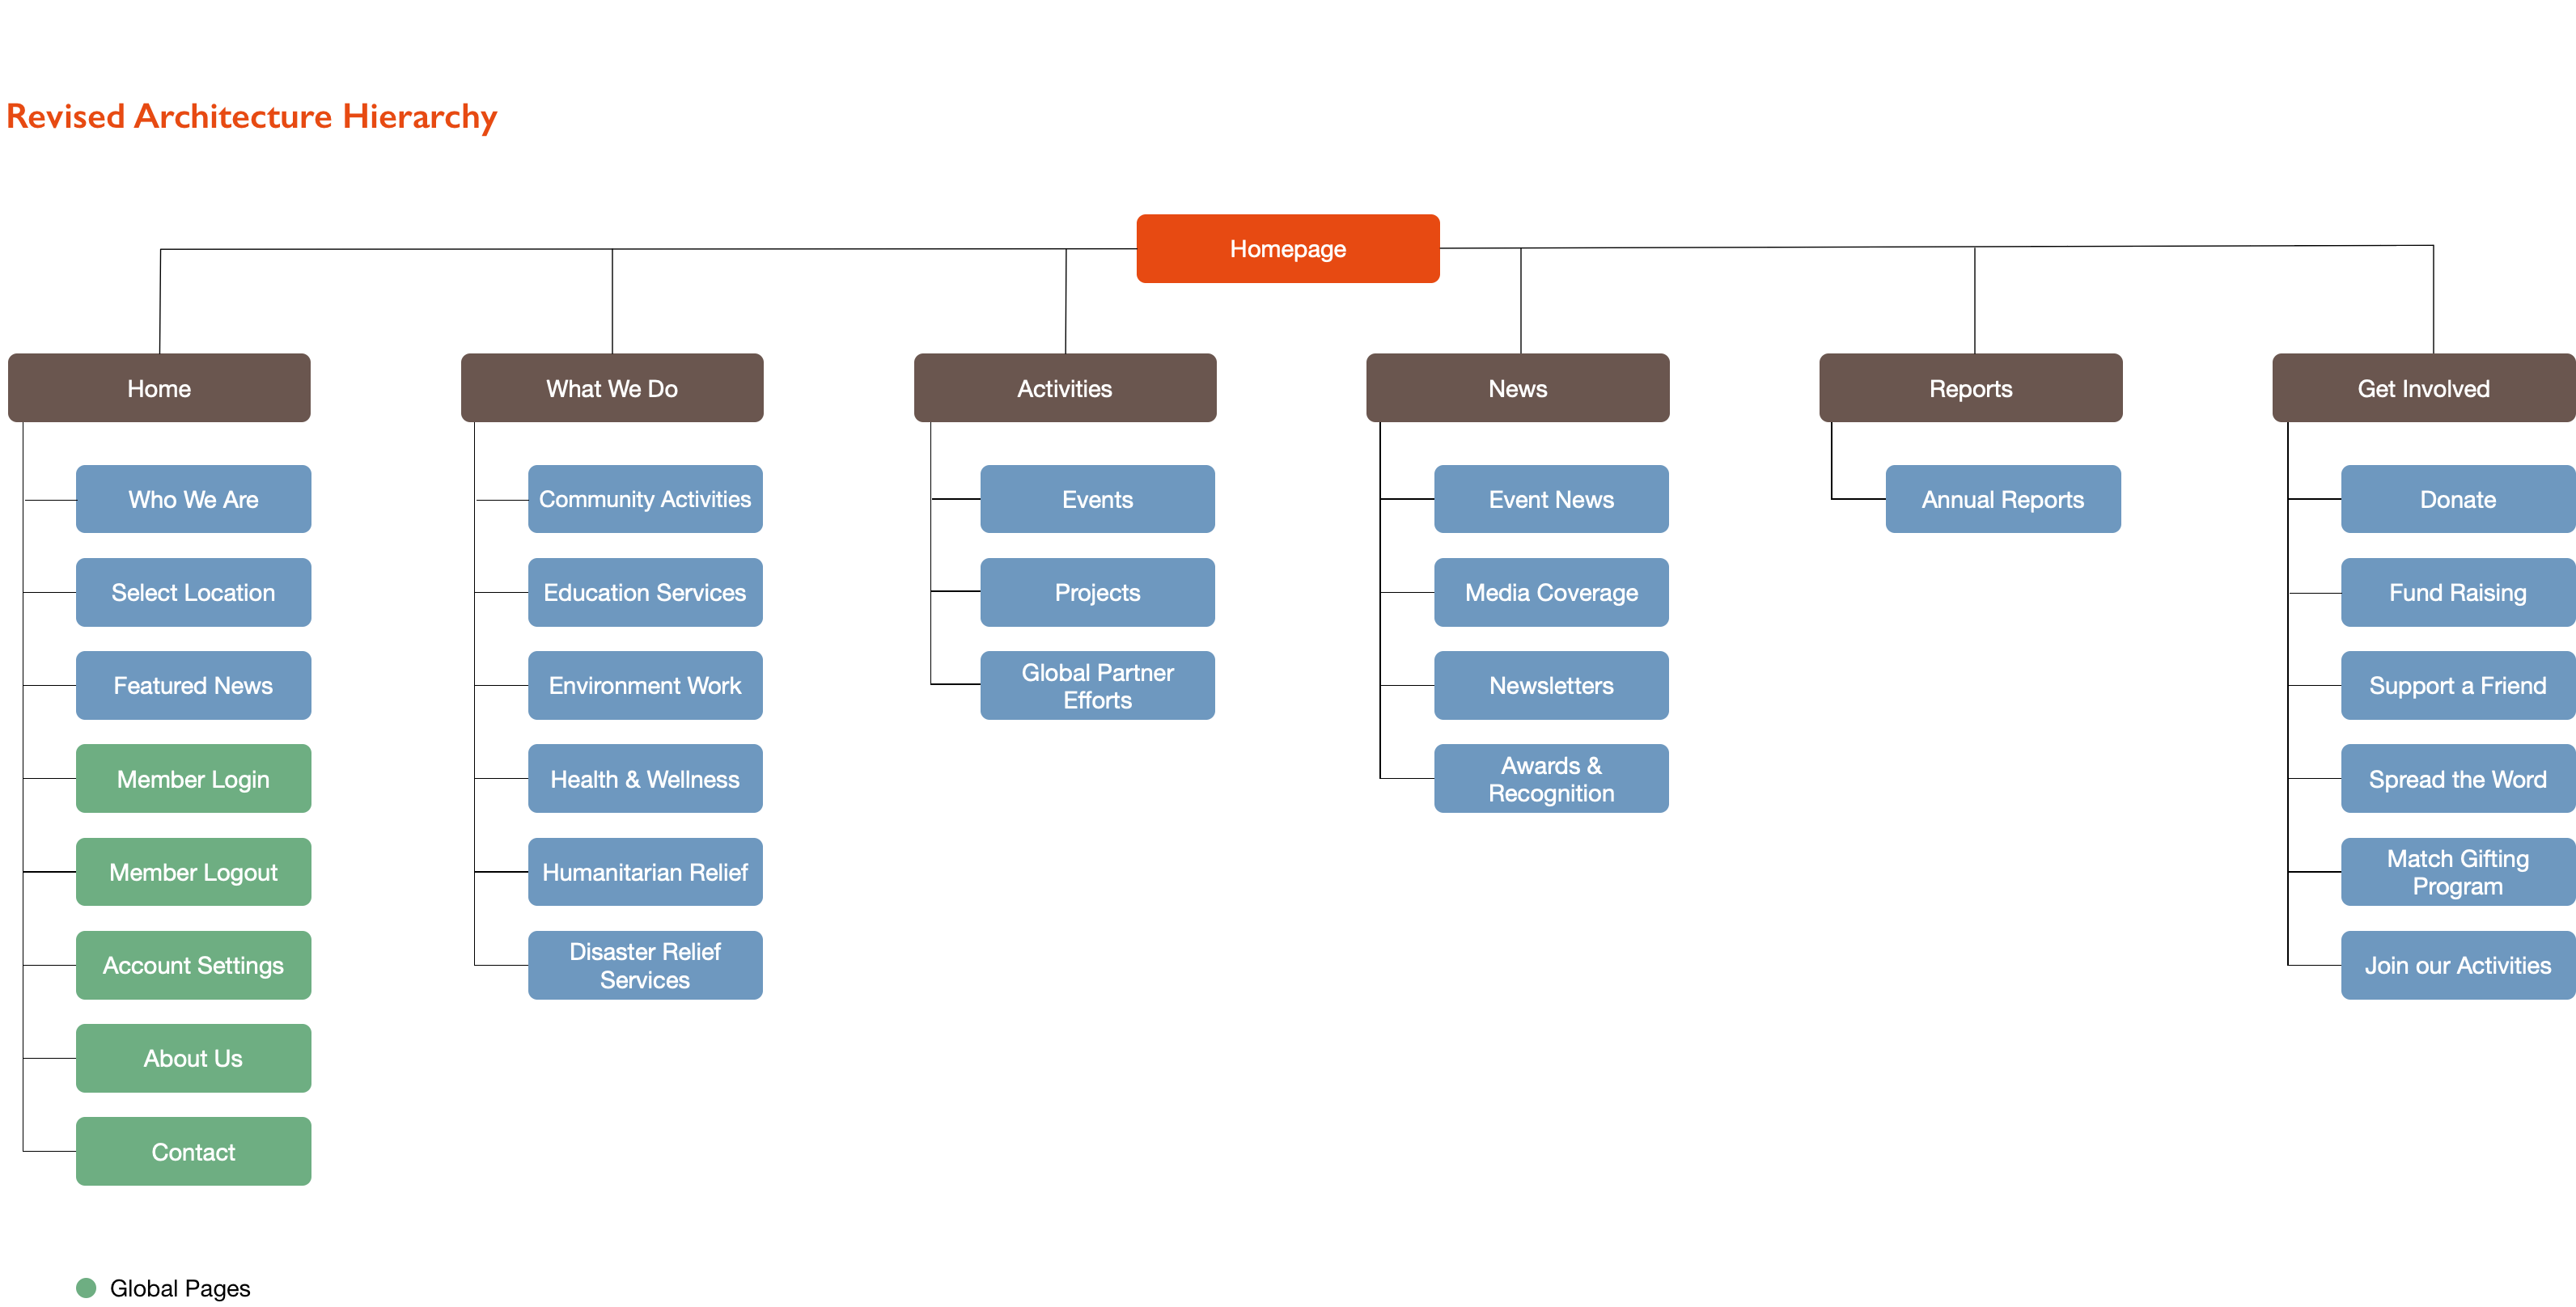 Revised Architecture Hierarchy
Homepage
Home
What We Do
Activities
News
Reports
Get Involved
Who We Are
Select Location
Featured News
Member Login
Member Logout
Account Settings
About Us
Contact
Community Activities
Education Services
Environment Work
Health & Wellness
Humanitarian Relief
Disaster Relief
Services
Events
Projects
Global Partner
Efforts
Event News
Media Coverage
Newsletters
Awards &
Recognition
Annual Reports
Donate
Fund Raising
Support a Friend
Spread the Word
Match Gifting
Program
Join our Activities
Global Pages